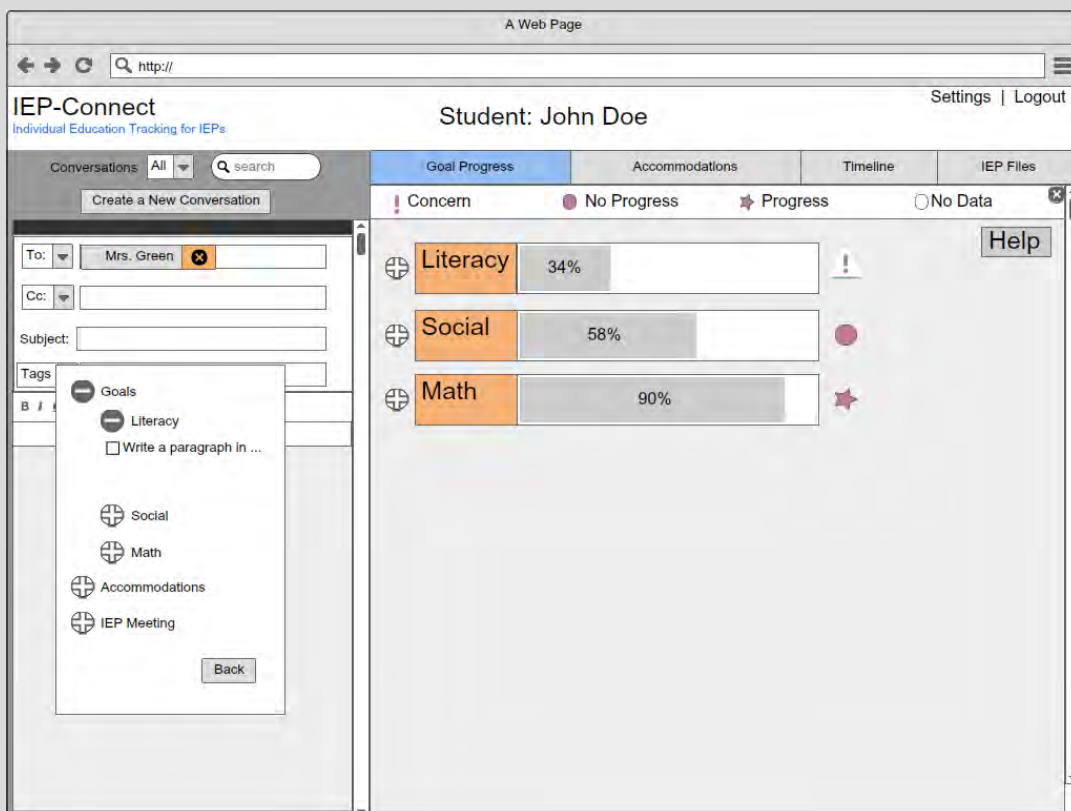 A Web Page
http://
Settings | Logout
IEP-Connect
Individual Education Tracking for IEPs
Student: John Doe
Conversations All search
Create a New Conversation
Goal Progress Accommodations Timeline IEP Files
! Concern No Progress Progress No Data
Help
To: Mrs. Green
Cc:
Subject:
Tags
B I
Goals
Literacy
Write a paragraph in ...
Social
Math
Accommodations
IEP Meeting
Back
Literacy 34% !
Social 58%
Math 90%